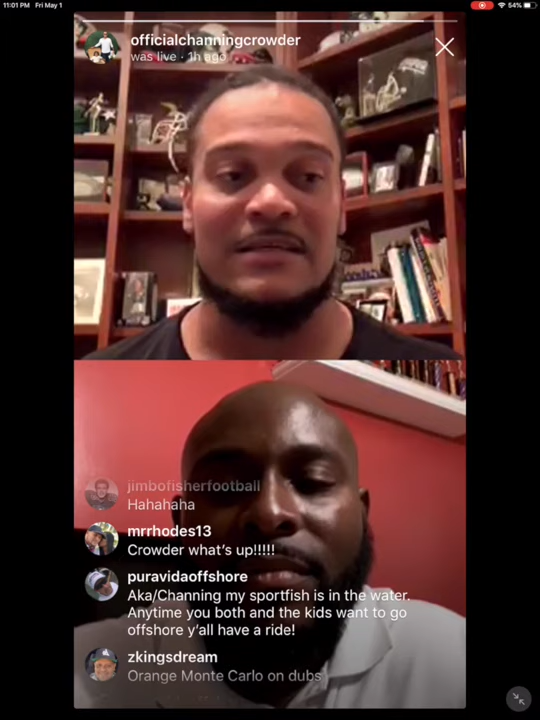 11:01 PM Fri May 1
54%
officialchanningcrowder
was live · 1h ago
jimbofisherfootball
Hahahaha
mrrhodes13
Crowder what's up!!!!!
puravidaoffshore
Aka/Channing my sportfish is in the water.
Anytime you both and the kids want to go
offshore y'all have a ride!
zkingsdream
Orange Monte Carlo on dubs